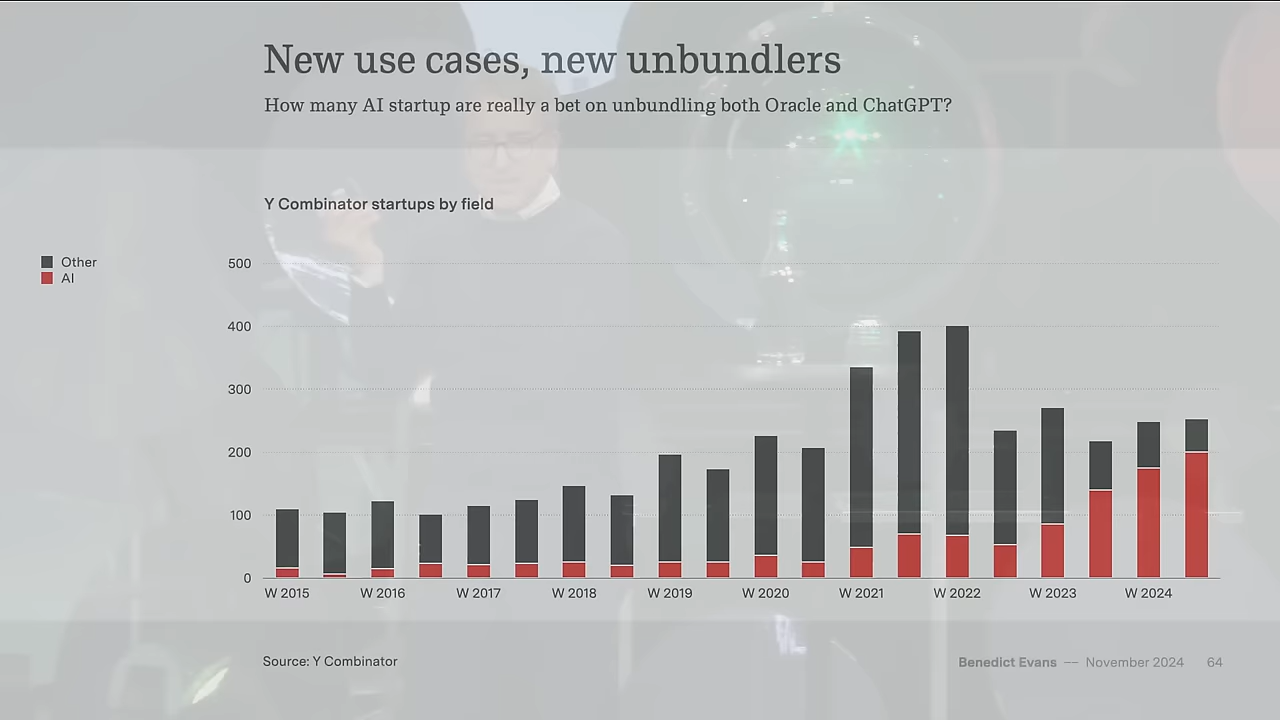 New use cases, new unbundlers
How many AI startup are really a bet on unbundling both Oracle and ChatGPT?
Y Combinator startups by field
Other
AI
500
400
300
200
100
0
W 2015 W 2016 W 2017 W 2018 W 2019 W 2020 W 2021 W 2022 W 2023 W 2024
Source: Y Combinator
Benedict Evans — November 2024 64